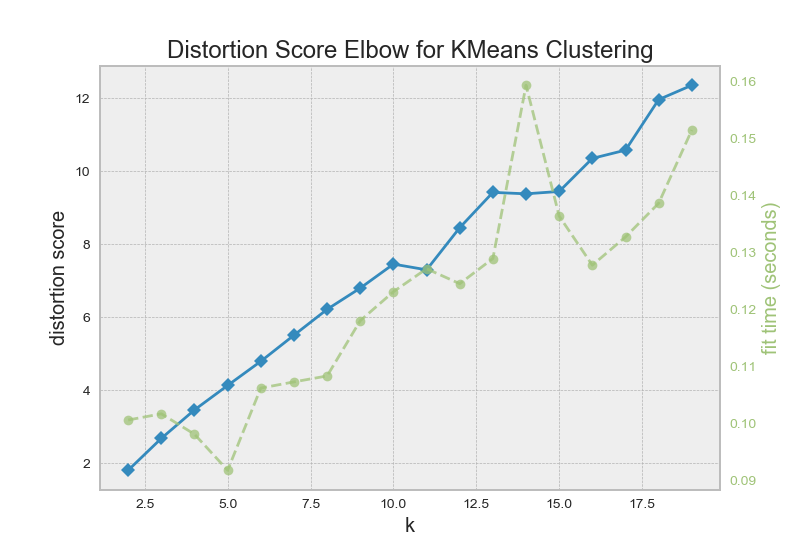 Distortion Score Elbow for KMeans Clustering
distortion score
12
10
8
6
4
2
2.5 5.0 7.5 10.0 12.5 15.0 17.5
k
0.16
0.15
0.14
0.13
0.12
0.11
0.10
0.09
fit time (seconds)